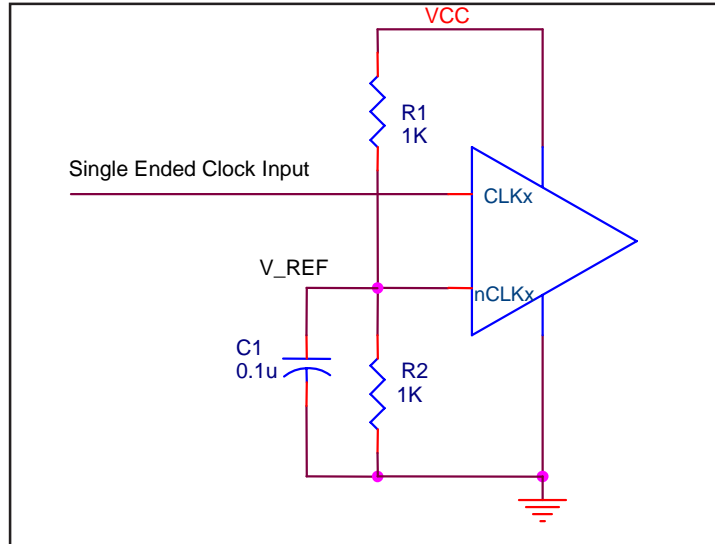 VCC
R1
1K
Single Ended Clock Input
CLKx
V_REF
nCLKx
C1
0.1u
R2
1K